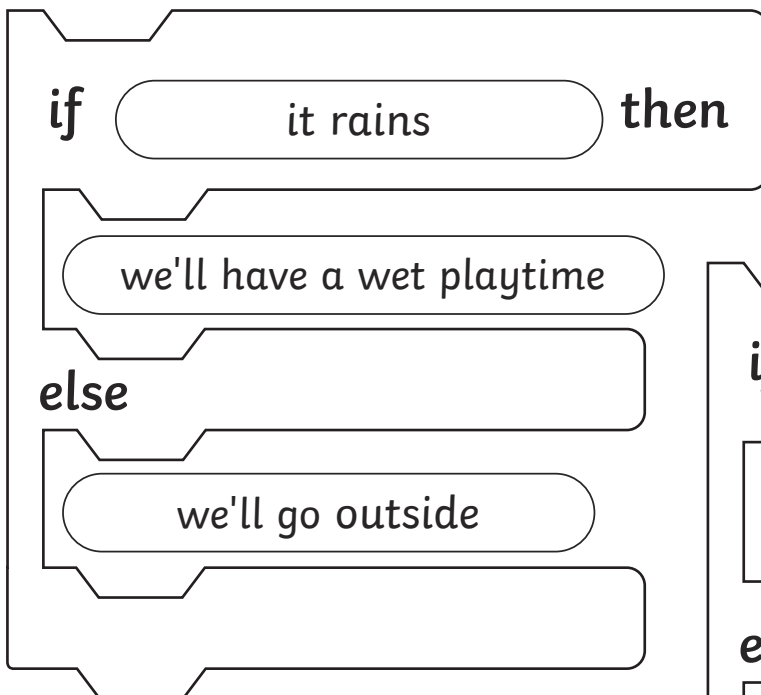 if it rains then
we'll have a wet playtime
else
we'll go outside